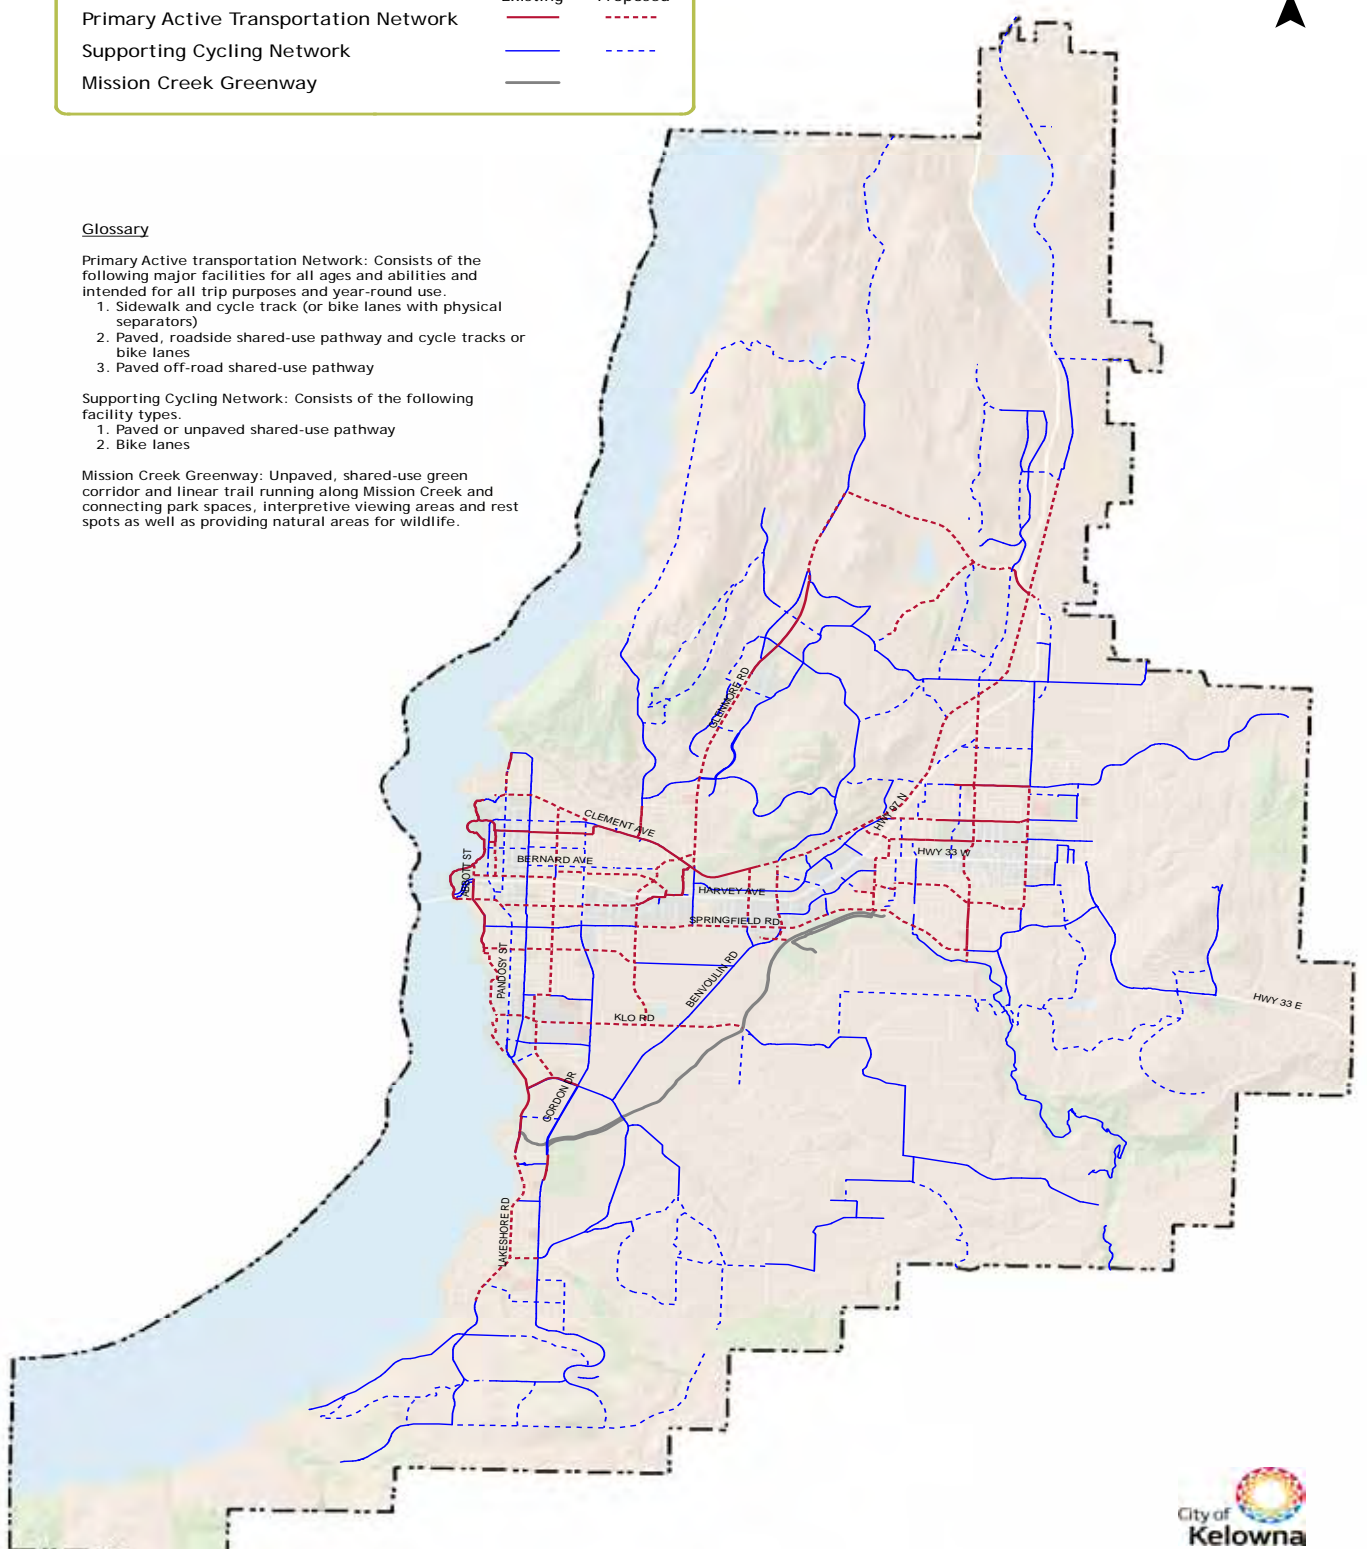 Primary Active Transportation Network
Supporting Cycling Network
Mission Creek Greenway
Glossary
Primary Active transportation Network: Consists of the
following major facilities for all ages and abilities and
intended for all trip purposes and year-round use.
1. Sidewalk and cycle track (or bike lanes with physical
separators)
2. Paved, roadside shared-use pathway and cycle tracks or
bike lanes
3. Paved off-road shared-use pathway
Supporting Cycling Network: Consists of the following
facility types.
1. Paved or unpaved shared-use pathway
2. Bike lanes
Mission Creek Greenway: Unpaved, shared-use green
corridor and linear trail running along Mission Creek and
connecting park spaces, interpretive viewing areas and rest
spots as well as providing natural areas for wildlife.
GLENMORE RD
HWY 97 N
CLEMENT AVE
BERNARD AVE
HWY 33 W
ABBOTT ST
HARVEY AVE
SPRINGFIELD RD
PANDOSY ST
BENVOULIN RD
HWY 33 E
KLO RD
GORDON DR
LAKESHORE RD
City of
Kelowna